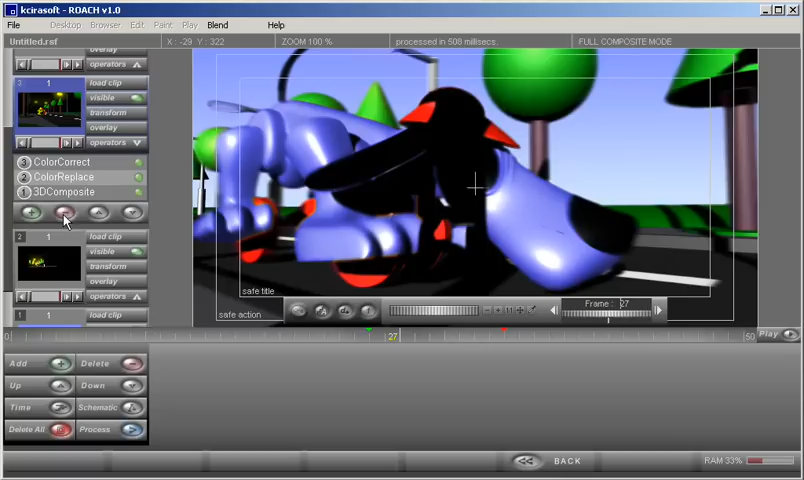 kcirasoft - ROACH v1.0
File Desktop Browse Edit Paint Play Blend Help
Untitled.rsf X : -29 Y : 322 ZOOM 100 % processed in 508 millisecs. FULL COMPOSITE MODE
overlay
operators
3 1 load clip
visible
transform
overlay
operators
3 ColorCorrect
2 ColorReplace
1 3DComposite
2 1 load clip
visible
transform
overlay
operators
1 1 load clip
safe title
safe action
Frame : 27
0 27 50 Play
Add Delete
Up Down
Time Schematic
Delete All Process
BACK RAM 33%